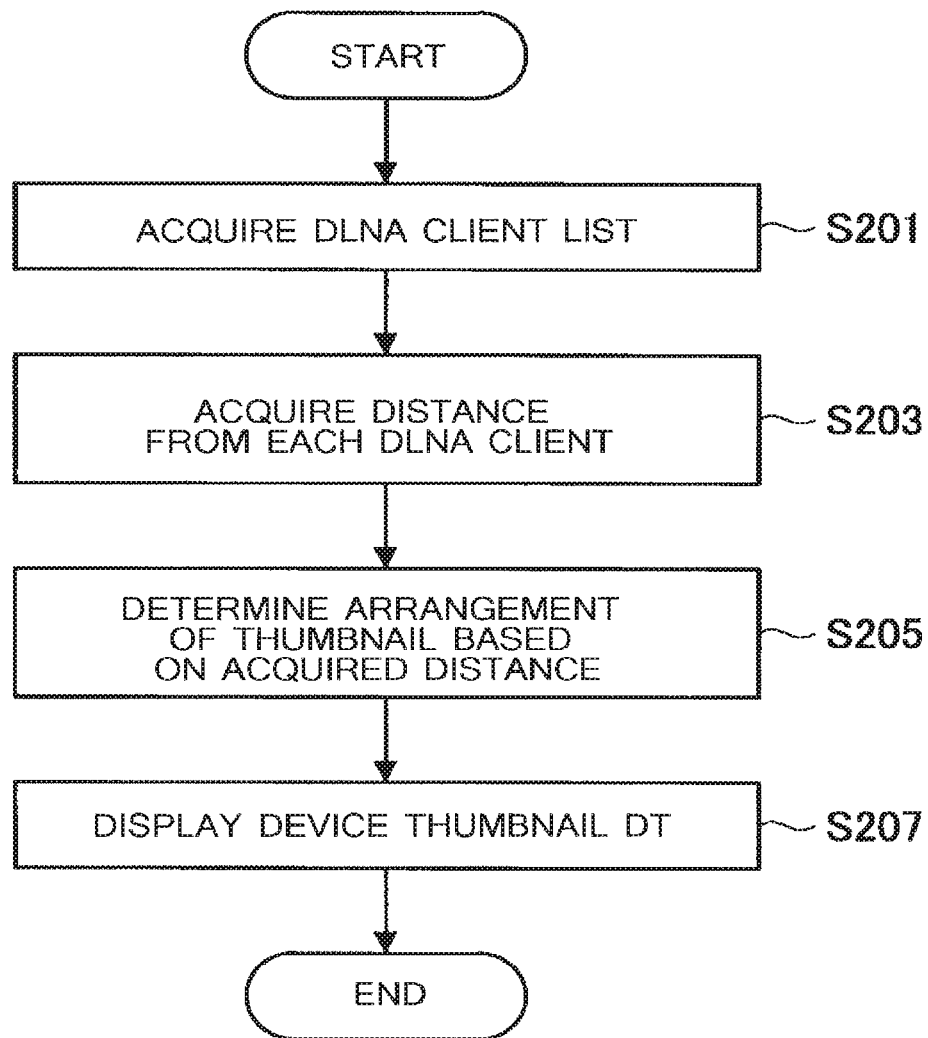 START
ACQUIRE DLNA CLIENT LIST
S201
ACQUIRE DISTANCE
FROM EACH DLNA CLIENT
S203
DETERMINE ARRANGEMENT
OF THUMBNAIL BASED
ON ACQUIRED DISTANCE
S205
DISPLAY DEVICE THUMBNAIL DT
S207
END